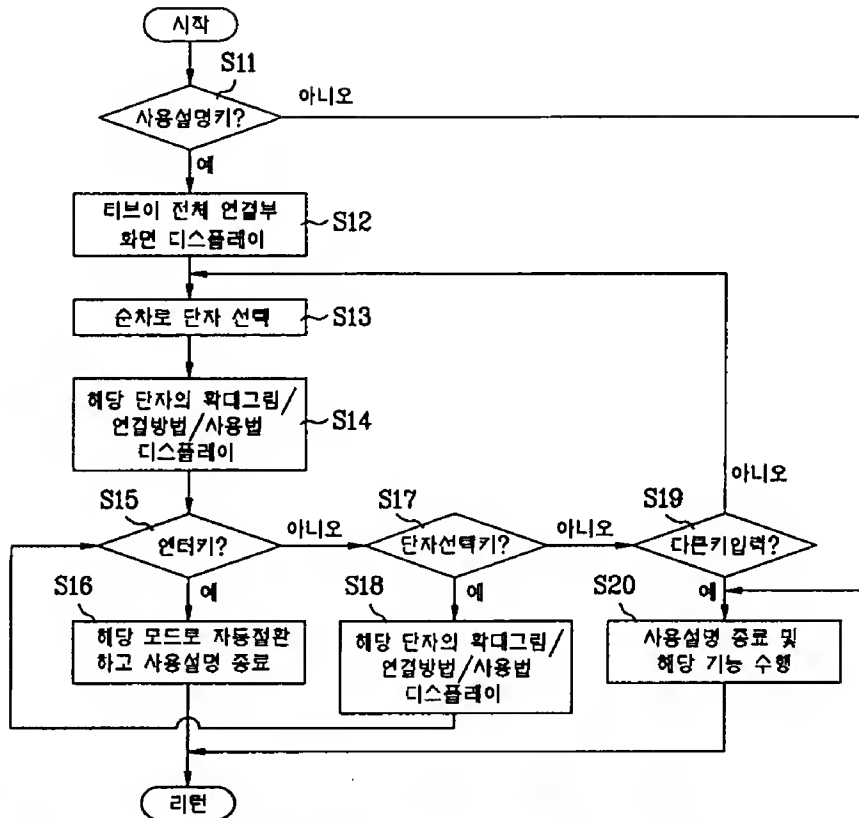 시작
S11
사용설명키?
아니오
예
티브이 전체 연결부
화면 디스플레이
S12
순차로 단자 선택
S13
해당 단자의 확대그림/
연결방법/사용법
디스플레이
S14
아니오
S15
엔터키?
아니오
S17
단자선택키?
아니오
S19
다른키입력?
S16
예
해당 모드로 자동절환
하고 사용설명 종료
S18
예
해당 단자의 확대그림/
연결방법/사용법
디스플레이
S20
예
사용설명 종료 및
해당 기능 수행
리턴